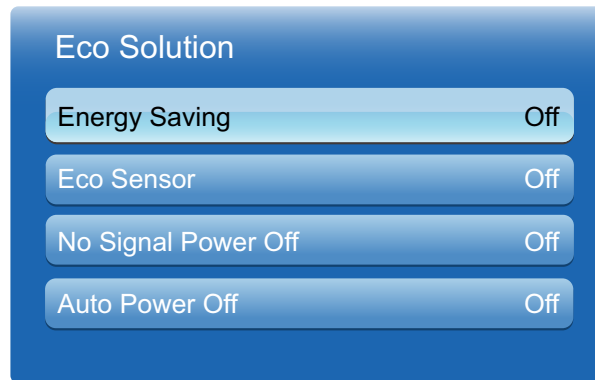 Eco Solution
Energy Saving Off
Eco Sensor Off
No Signal Power Off Off
Auto Power Off Off